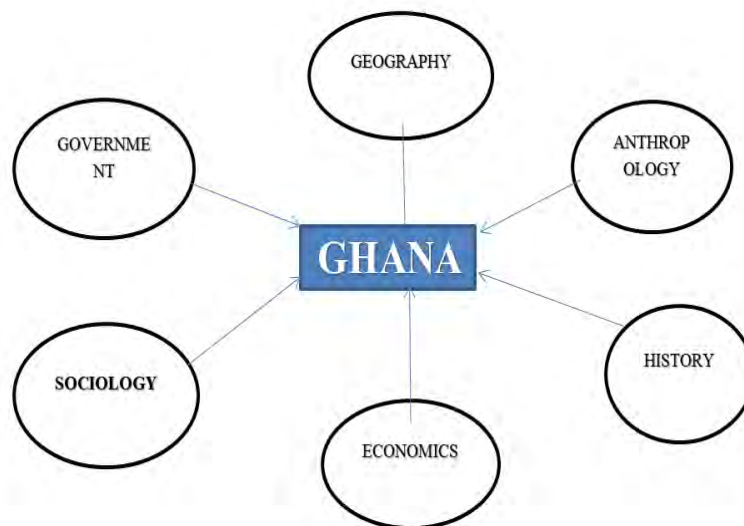 GEOGRAPHY
GOVERNME
NT
ANTHROP
OLOGY
GHANA
SOCIOLOGY
HISTORY
ECONOMICS